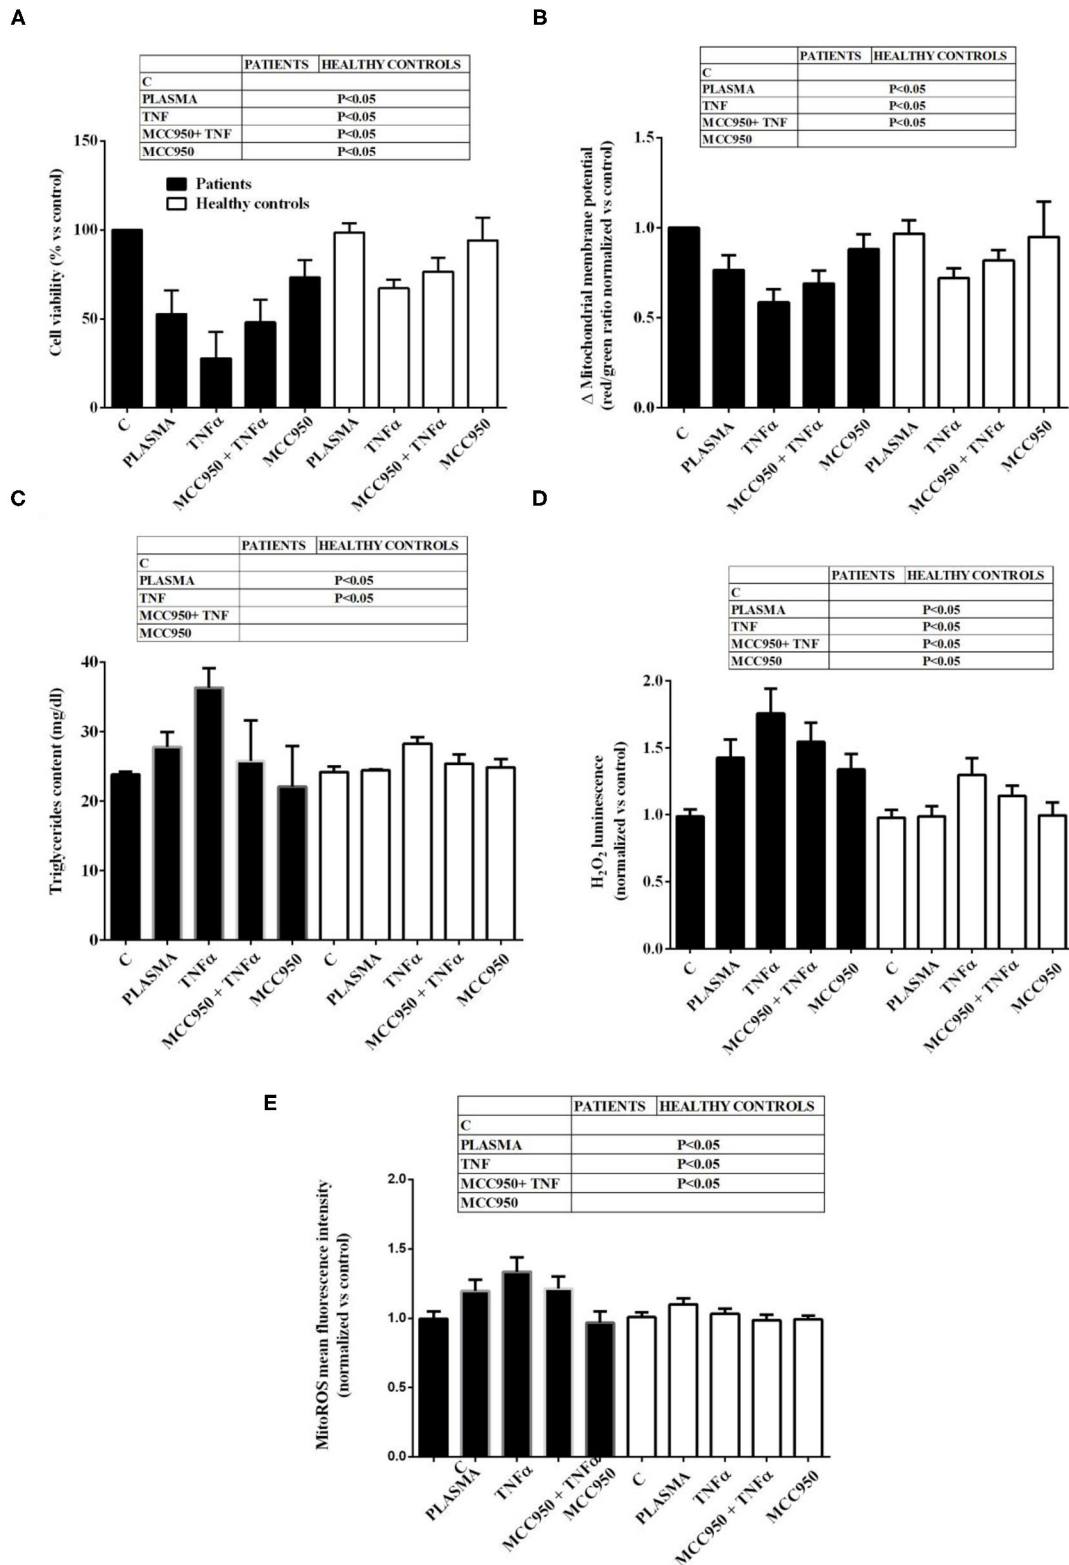 A
PATIENTS HEALTHY CONTROLS
C
PLASMA P<0.05
TNF P<0.05
MCC950+ TNF P<0.05
MCC950 P<0.05
Patients
Healthy controls
Cell viability (% vs control)
150
100
50
0
C PLASMA TNFα MCC950 + TNFα MCC950 PLASMA TNFα MCC950 + TNFα MCC950
B
PATIENTS HEALTHY CONTROLS
C
PLASMA P<0.05
TNF P<0.05
MCC950+ TNF P<0.05
MCC950
Δ Mitochondrial membrane potential
(red/green ratio normalized vs control)
1.5
1.0
0.5
0.0
C PLASMA TNFα MCC950 + TNFα MCC950 PLASMA TNFα MCC950 + TNFα MCC950
C
PATIENTS HEALTHY CONTROLS
C
PLASMA P<0.05
TNF P<0.05
MCC950+ TNF
MCC950
Triglycerides content (mg/dl)
40
30
20
10
0
C PLASMA TNFα MCC950 + TNFα MCC950 C PLASMA TNFα MCC950 + TNFα MCC950
D
PATIENTS HEALTHY CONTROLS
C
PLASMA P<0.05
TNF P<0.05
MCC950+ TNF P<0.05
MCC950 P<0.05
H₂O₂ luminescence
(normalized vs control)
2.0
1.5
1.0
0.5
0.0
C PLASMA TNFα MCC950 + TNFα MCC950 C PLASMA TNFα MCC950 + TNFα MCC950
E
PATIENTS HEALTHY CONTROLS
C
PLASMA P<0.05
TNF P<0.05
MCC950+ TNF P<0.05
MCC950
MitoROS mean fluorescence intensity
(normalized vs control)
2.0
1.5
1.0
0.5
0.0
C PLASMA TNFα MCC950 + TNFα MCC950 C PLASMA TNFα MCC950 + TNFα MCC950